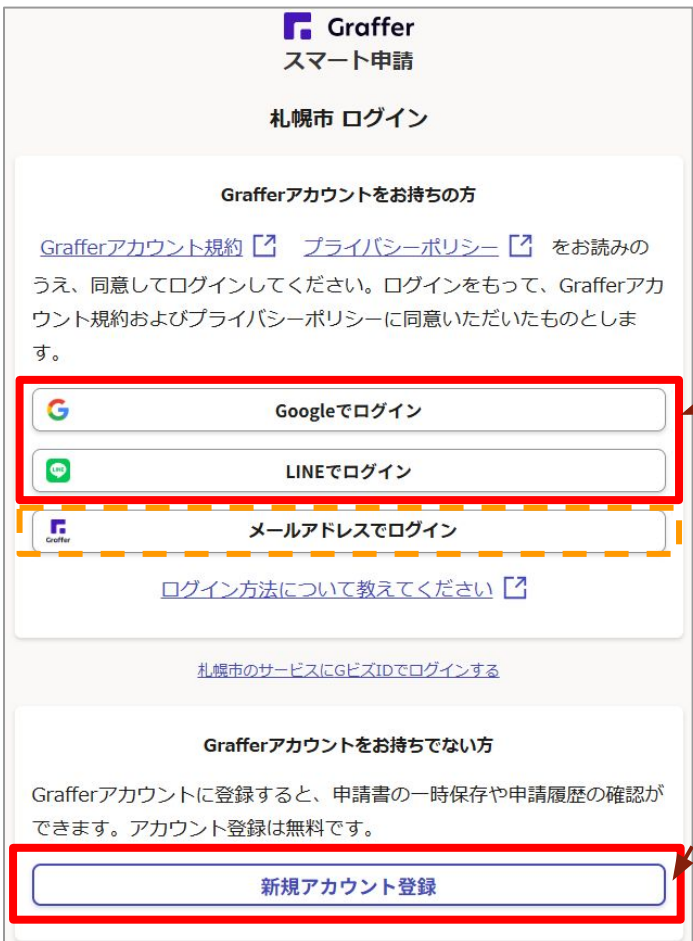 Graffer
スマート申請
札幌市 ログイン
Grafferアカウントをお持ちの方
Grafferアカウント規約 プライバシーポリシー をお読みの
うえ、同意してログインしてください。ログインをもって、Grafferアカ
ウント規約およびプライバシーポリシーに同意いただいたものとしま
す。
Googleでログイン
LINE
LINEでログイン
Graffer
メールアドレスでログイン
ログイン方法について教えてください
札幌市のサービスにGビズIDでログインする
Grafferアカウントをお持ちでない方
Grafferアカウントに登録すると、申請書の一時保存や申請履歴の確認が
できます。アカウント登録は無料です。
新規アカウント登録